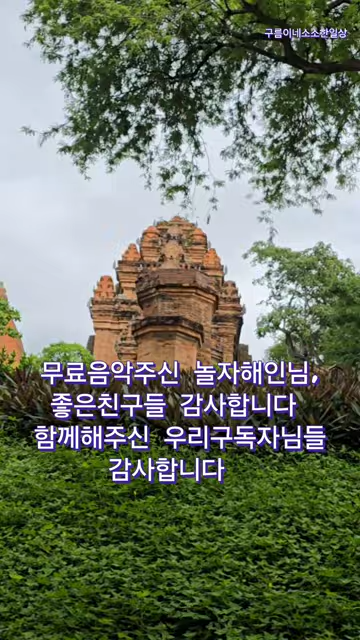 구름이네소소한일상
무료음악주신 놀자해인님,
좋은친구들 감사합니다
함께해주신 우리구독자님들
감사합니다